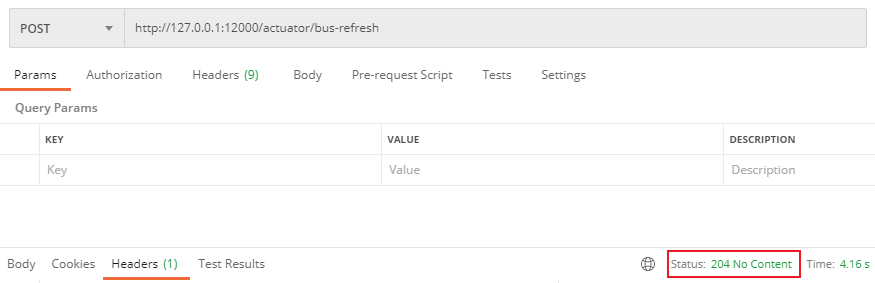 POST http://127.0.0.1:12000/actuator/bus-refresh
Params Authorization Headers (9) Body Pre-request Script Tests Settings
Query Params
KEY VALUE DESCRIPTION
Key Value Description
Body Cookies Headers (1) Test Results Status: 204 No Content Time: 4.16 s